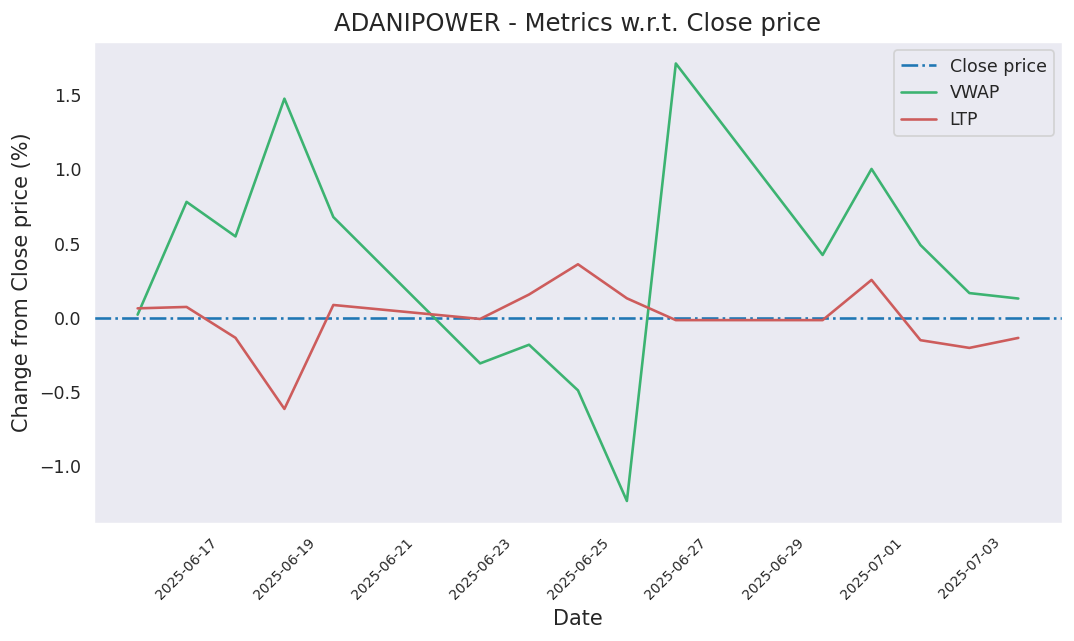 ADANIPOWER - Metrics w.r.t. Close price
Close price
VWAP
LTP
Change from Close price (%)
1.5
1.0
0.5
0.0
−0.5
−1.0
2025-06-17
2025-06-19
2025-06-21
2025-06-23
2025-06-25
2025-06-27
2025-06-29
2025-07-01
2025-07-03
Date